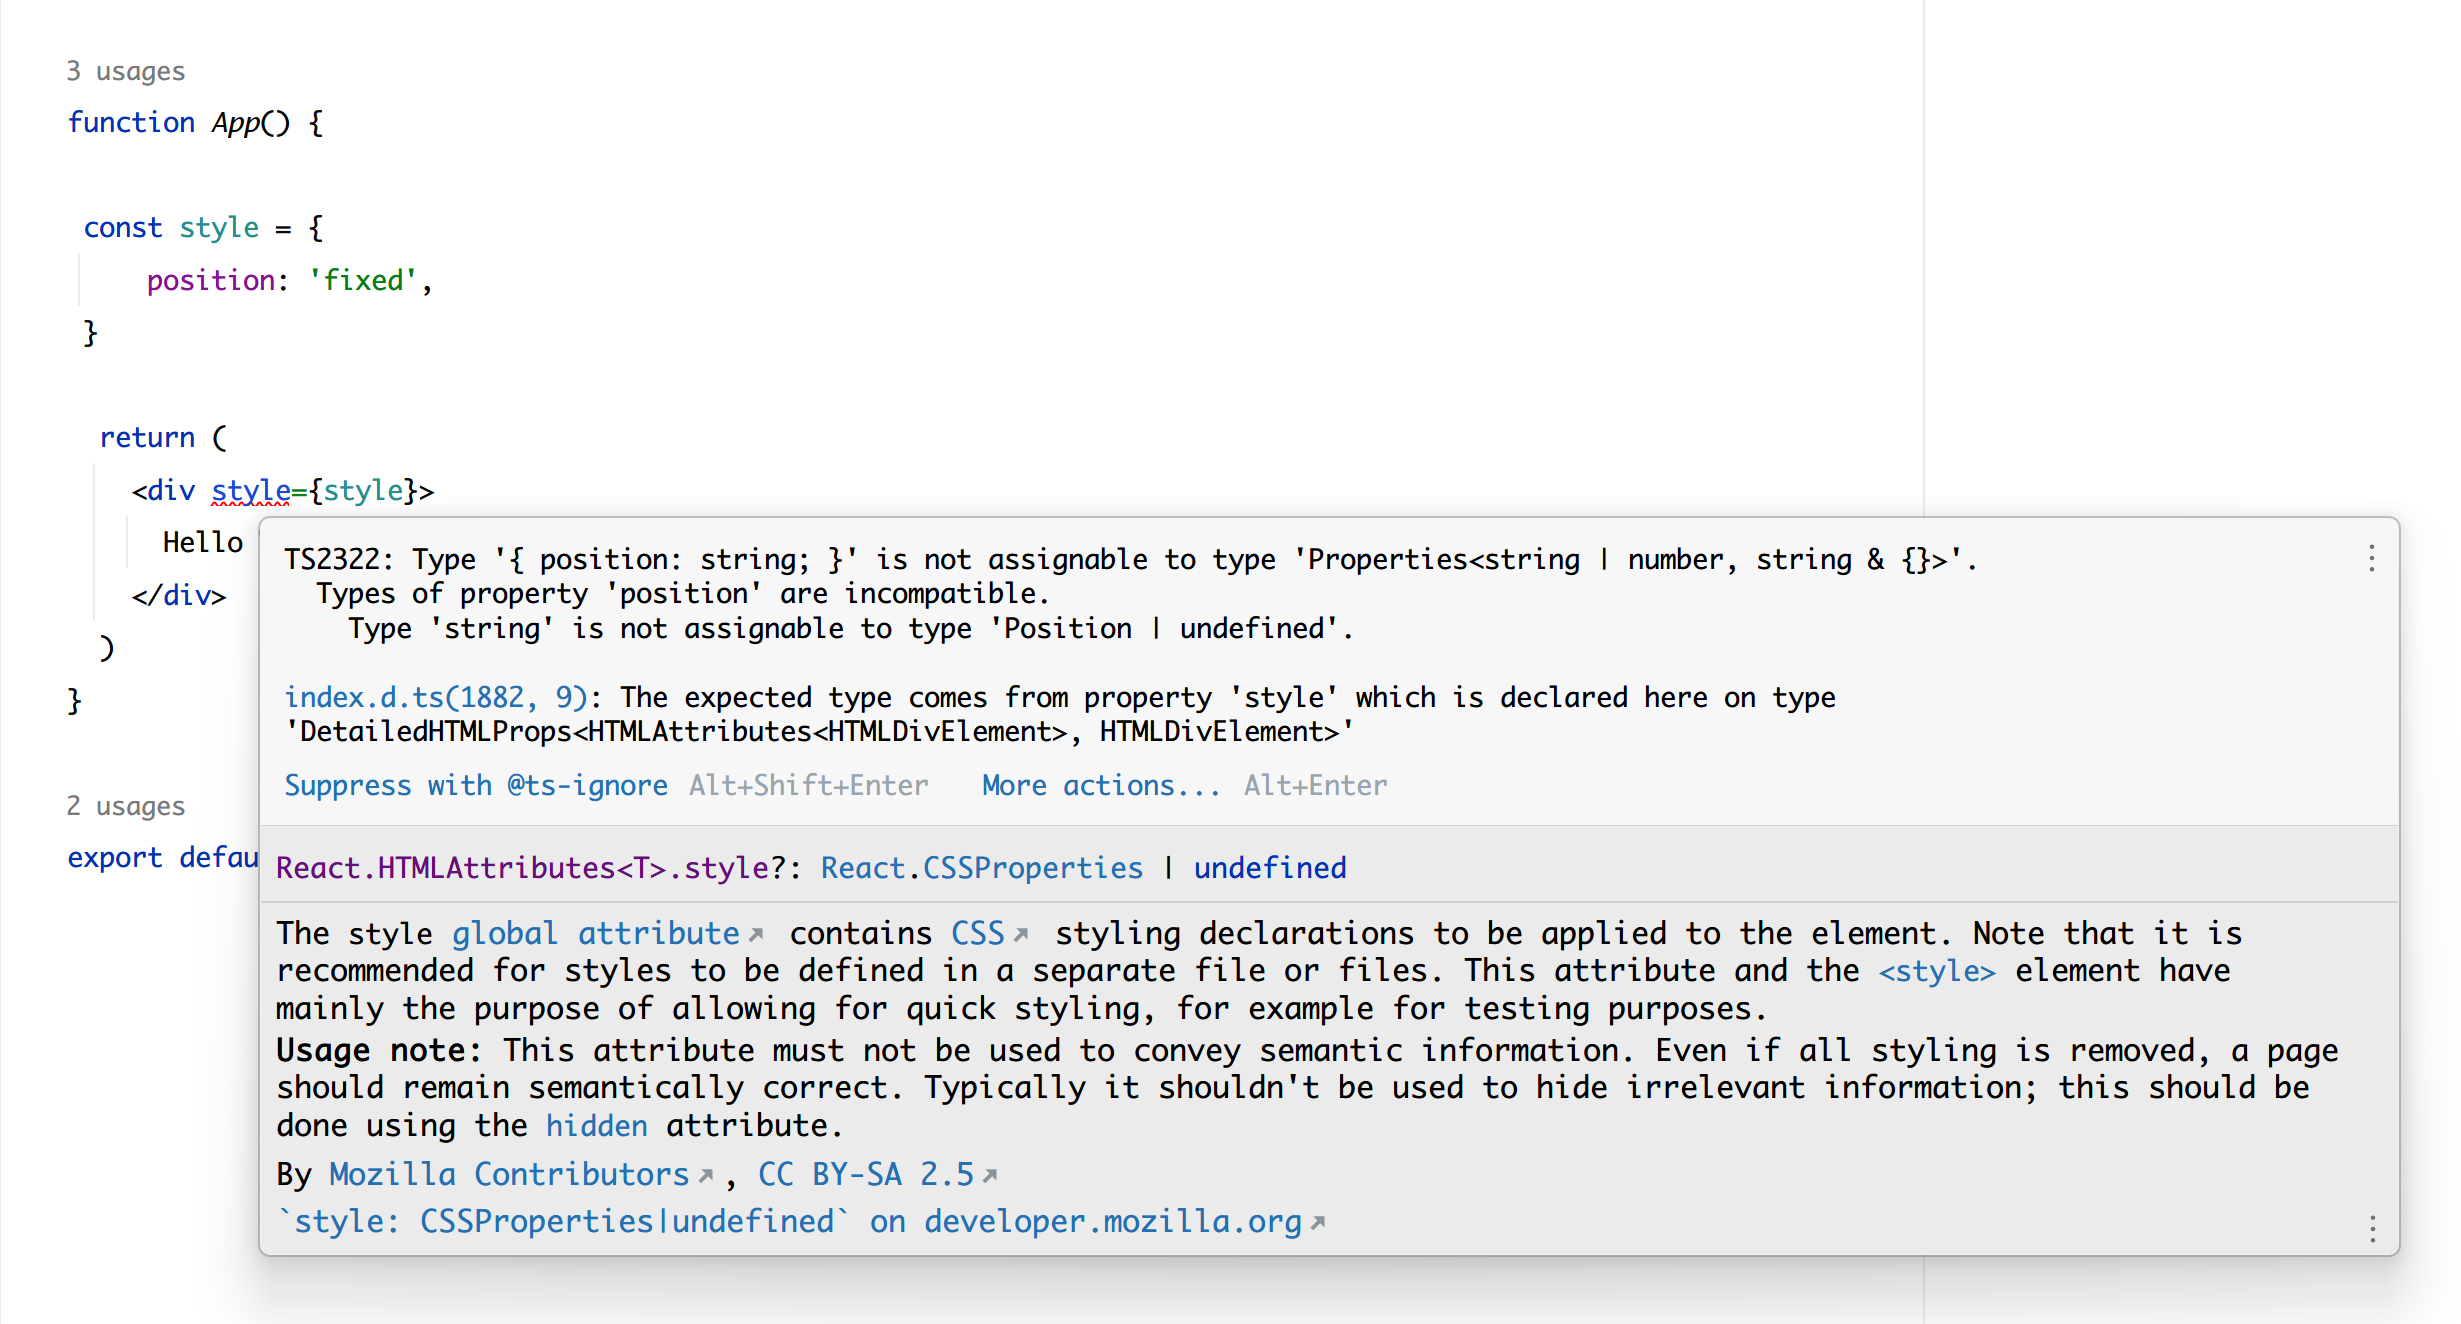 3 usages
function App() {
const style = {
position: 'fixed',
}
return (
<div style={style}>
Hello
</div>
)
}
2 usages
export defau
TS2322: Type '{ position: string; }' is not assignable to type 'Properties<string | number, string & {}>'.
Types of property 'position' are incompatible.
Type 'string' is not assignable to type 'Position | undefined'.
index.d.ts(1882, 9): The expected type comes from property 'style' which is declared here on type
'DetailedHTMLProps<HTMLAttributes<HTMLDivElement>, HTMLDivElement>'
Suppress with @ts-ignore Alt+Shift+Enter More actions... Alt+Enter
React.HTMLAttributes<T>.style?: React.CSSProperties | undefined
The style global attribute contains CSS styling declarations to be applied to the element. Note that it is
recommended for styles to be defined in a separate file or files. This attribute and the <style> element have
mainly the purpose of allowing for quick styling, for example for testing purposes.
Usage note: This attribute must not be used to convey semantic information. Even if all styling is removed, a page
should remain semantically correct. Typically it shouldn't be used to hide irrelevant information; this should be
done using the hidden attribute.
By Mozilla Contributors, CC BY-SA 2.5
`style: CSSProperties|undefined` on developer.mozilla.org